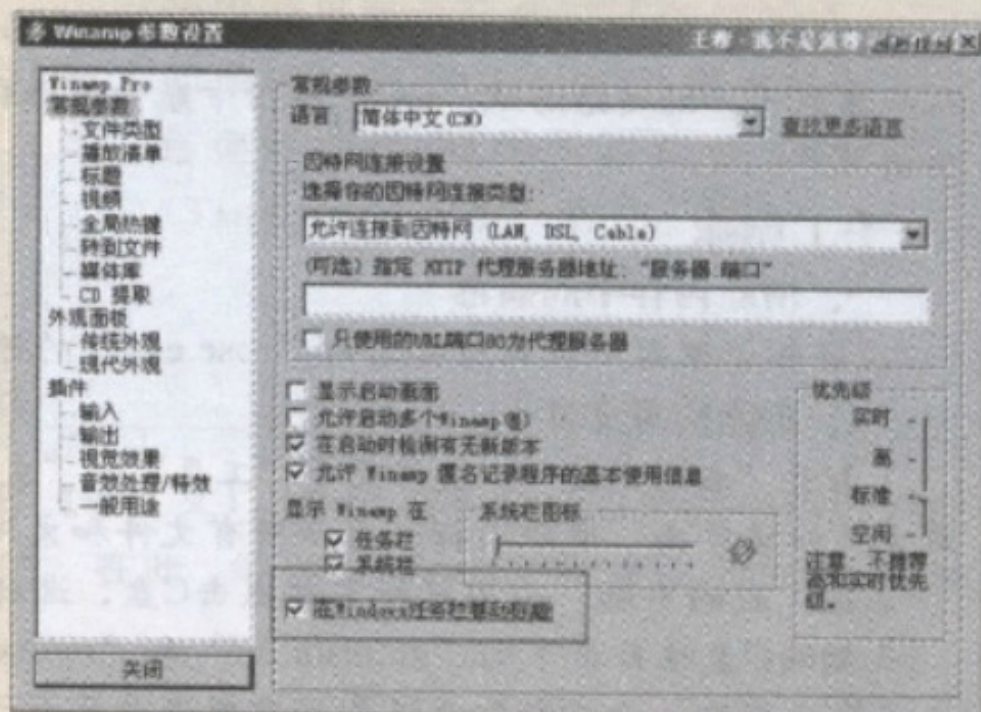 Winamp 参数设置
王 - 我不是
Winamp Pro
常规参数
文件类型
播放清单
标题
视频
全局热键
转到文件
媒体库
CD 提取
外观面板
传统外观
现代外观
插件
输入
输出
视觉效果
音效处理/特效
一般用途
关闭
常规参数
语言: 简体中文(CN) 查找更多语言
因特网连接设置
选择你的因特网连接类型:
允许连接到因特网 (LAN, DSL, Cable)
(可选) 指定 HTTP 代理服务器地址: "服务器:端口"
只使用的URL端口80为代理服务器
显示启动画面
允许启动多个Winamp
在启动时检测有无新版本
允许 Winamp 匿名记录程序的基本使用信息
显示 Winamp 在
任务栏
系统栏
系统栏图标
在Windows任务栏滚动标题
优先级
实时
高
标准
空闲
注意: 不推荐
高和实时优先
级。